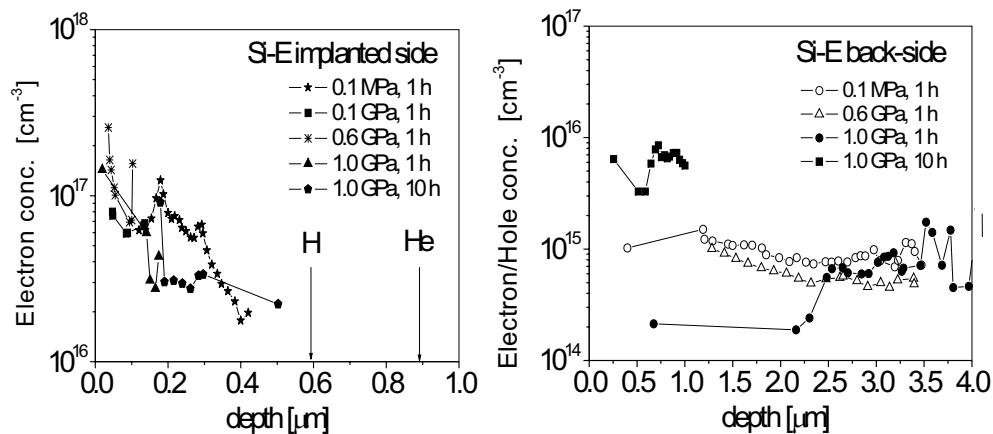 10^18
10^17
10^16
Electron conc. [cm^-3]
Si-E implanted side
0.1 MPa, 1 h
0.1 GPa, 1 h
0.6 GPa, 1 h
1.0 GPa, 1 h
1.0 GPa, 10 h
H
He
0.0 0.2 0.4 0.6 0.8 1.0
depth [μm]
10^17
10^16
10^15
10^14
Electron/Hole conc. [cm^-3]
Si-E back-side
0.1 MPa, 1 h
0.6 GPa, 1 h
1.0 GPa, 1 h
1.0 GPa, 10 h
0.0 0.5 1.0 1.5 2.0 2.5 3.0 3.5 4.0
depth [μm]